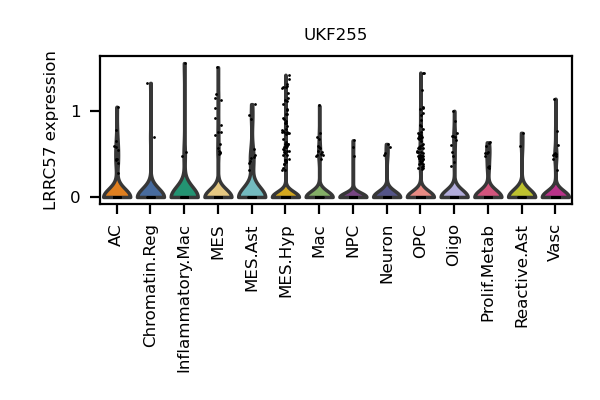 UKF255
LRRC57 expression
1
0
AC
Chromatin.Reg
Inflammatory.Mac
MES
MES.Ast
MES.Hyp
Mac
NPC
Neuron
OPC
Oligo
Prolif.Metab
Reactive.Ast
Vasc